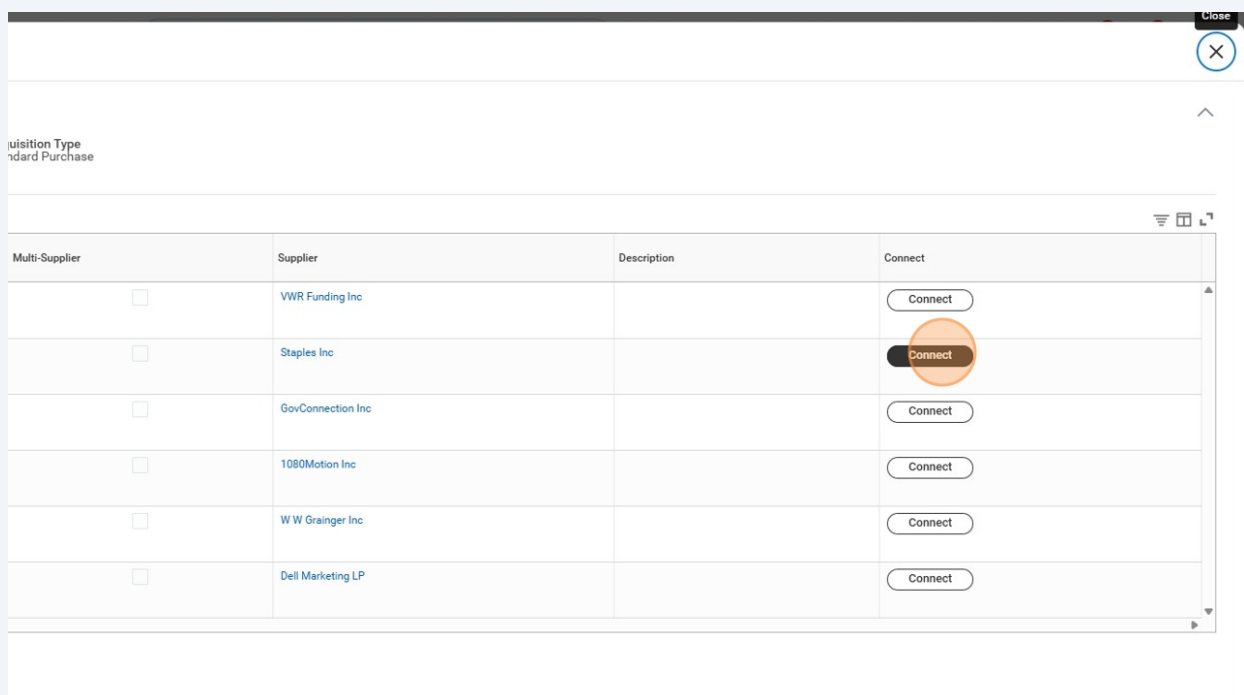 Close
uisition Type
ndard Purchase
Multi-Supplier Supplier Description Connect
VWR Funding Inc Connect
Staples Inc Connect
GovConnection Inc Connect
1080Motion Inc Connect
W W Grainger Inc Connect
Dell Marketing LP Connect